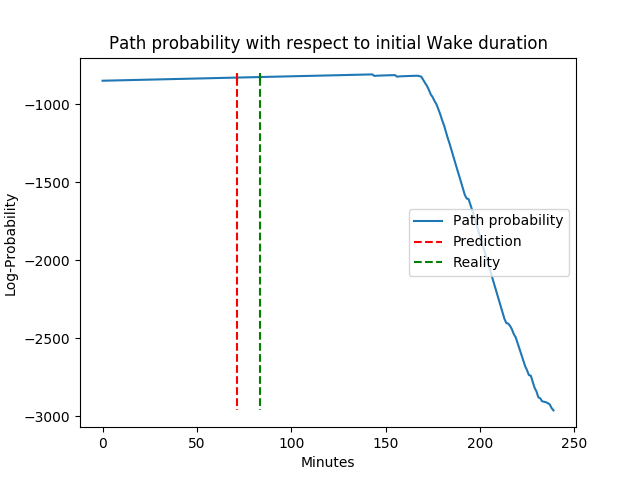 Path probability with respect to initial Wake duration
Log-Probability
−1000
−1500
−2000
−2500
−3000
Path probability
Prediction
Reality
0
50
100
150
200
250
Minutes